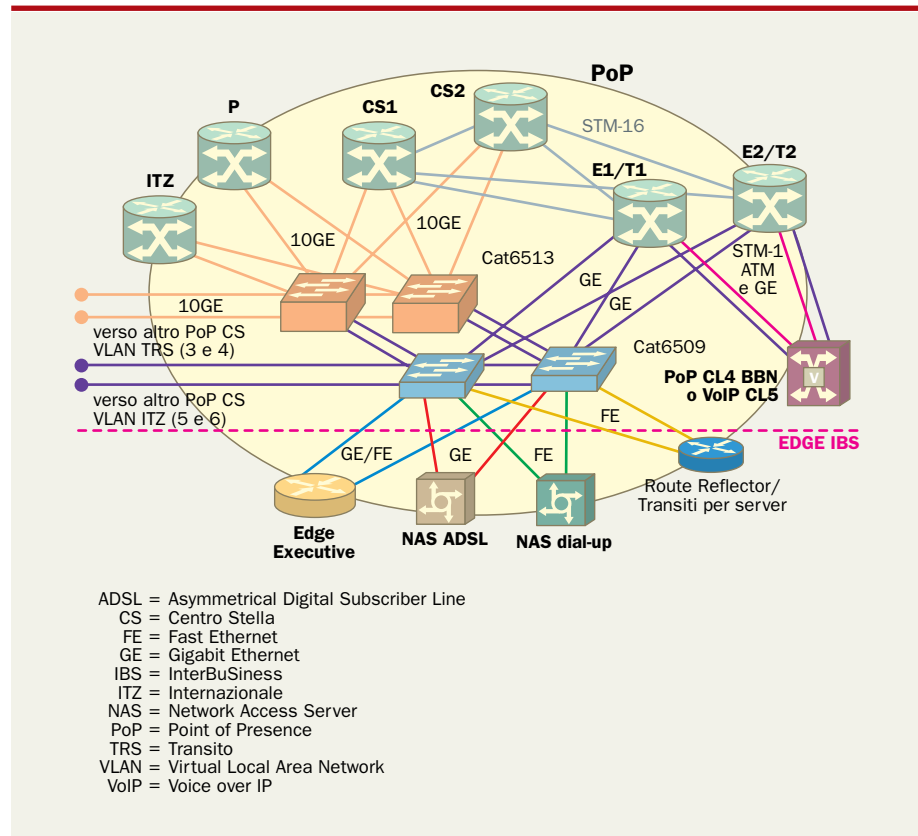 PoP
CS2
P
CS1
STM-16
E2/T2
E1/T1
ITZ
10GE
10GE
Cat6513
STM-1
ATM
e GE
GE
GE
10GE
verso altro PoP CS
VLAN TRS (3 e 4)
Cat6509
PoP CL4 BBN
o VoIP CL5
V
verso altro PoP CS
VLAN ITZ (5 e 6)
FE
EDGE IBS
GE/FE
GE
FE
Route Reflector/
Transiti per server
Edge
Executive
NAS ADSL
NAS dial-up
ADSL = Asymmetrical Digital Subscriber Line
CS = Centro Stella
FE = Fast Ethernet
GE = Gigabit Ethernet
IBS = InterBuSiness
ITZ = Internazionale
NAS = Network Access Server
PoP = Point of Presence
TRS = Transito
VLAN = Virtual Local Area Network
VoIP = Voice over IP